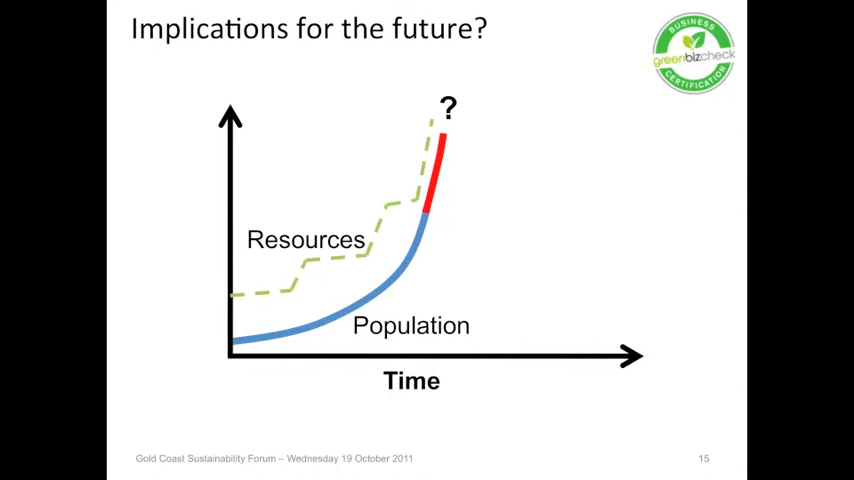 Implications for the future?
BUSINESS
greenbizcheck
CERTIFICATION
?
Resources
Population
Time
Gold Coast Sustainability Forum – Wednesday 19 October 2011
15